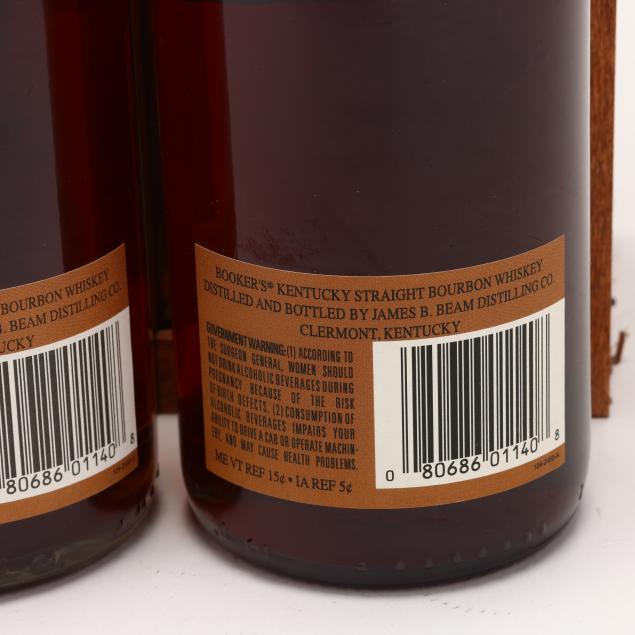 BOURBON WHISKEY
B. BEAM DISTILLING CO.
UCKY
80686 01140 8
BOOKER'S® KENTUCKY STRAIGHT BOURBON WHISKEY
DISTILLED AND BOTTLED BY JAMES B. BEAM DISTILLING CO.
CLERMONT, KENTUCKY
GOVERNMENT WARNING: (1) ACCORDING TO
THE SURGEON GENERAL, WOMEN SHOULD
NOT DRINK ALCOHOLIC BEVERAGES DURING
PREGNANCY BECAUSE OF THE RISK
OF BIRTH DEFECTS. (2) CONSUMPTION OF
ALCOHOLIC BEVERAGES IMPAIRS YOUR
ABILITY TO DRIVE A CAR OR OPERATE MACHIN-
ERY, AND MAY CAUSE HEALTH PROBLEMS.
ME VT REF 15¢ • IA REF 5¢
0 80686 01140 8